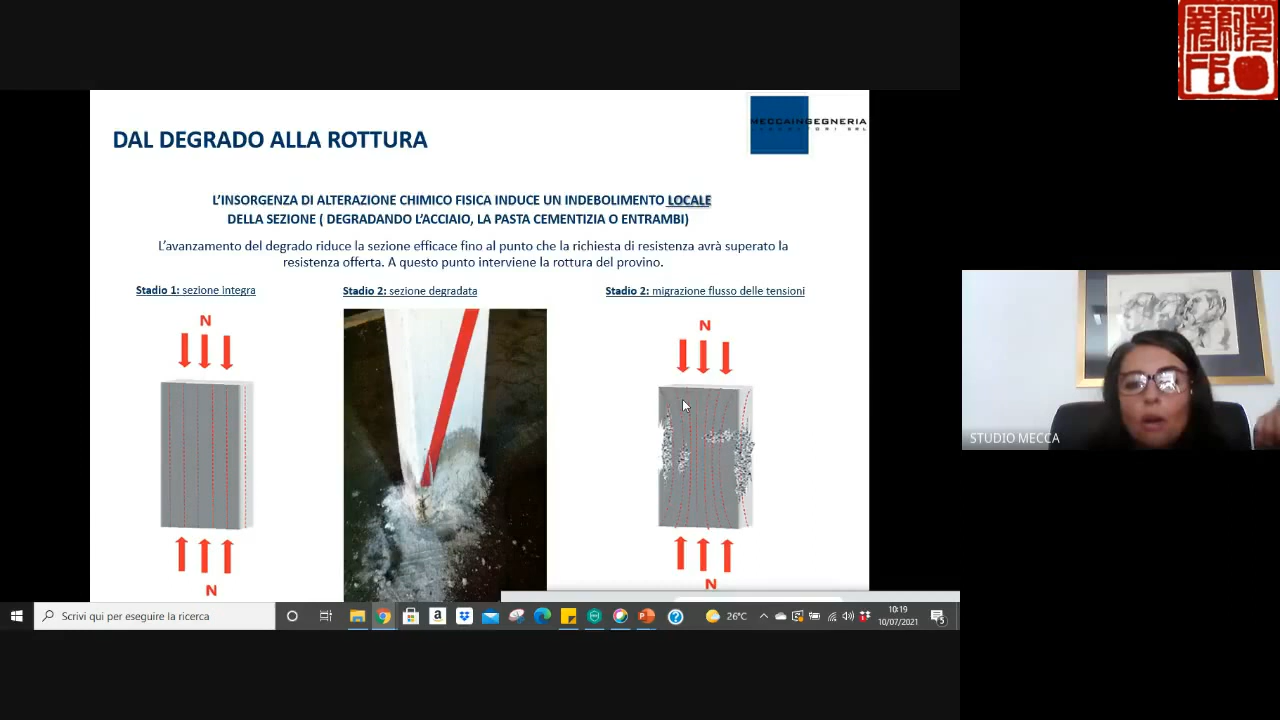 DAL DEGRADO ALLA ROTTURA
MECCAINGEGNERIA
L'INSORGENZA DI ALTERAZIONE CHIMICO FISICA INDUCE UN INDEBOLIMENTO LOCALE
DELLA SEZIONE ( DEGRADANDO L'ACCIAIO, LA PASTA CEMENTIZIA O ENTRAMBI)
L'avanzamento del degrado riduce la sezione efficace fino al punto che la richiesta di resistenza avrà superato la
resistenza offerta. A questo punto interviene la rottura del provino.
Stadio 1: sezione integra
Stadio 2: sezione degradata
Stadio 2: migrazione flusso delle tensioni
N
N
N
N
STUDIO MECCA
Scrivi qui per eseguire la ricerca
26°C
10:19
10/07/2021
5